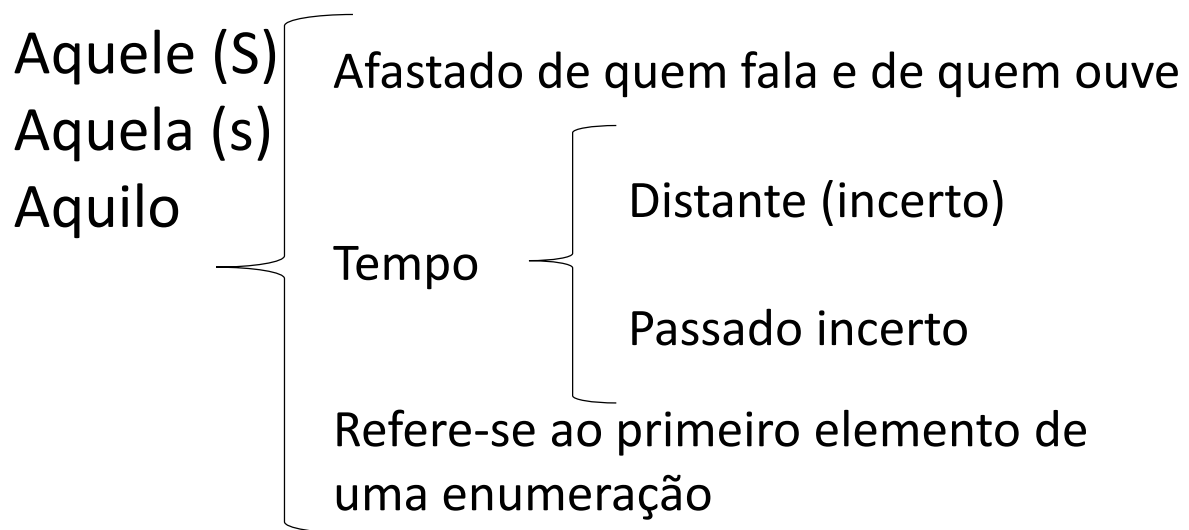 Aquele (S)
Aquela (s)
Aquilo
Afastado de quem fala e de quem ouve
Tempo
Distante (incerto)
Passado incerto
Refere-se ao primeiro elemento de
uma enumeração